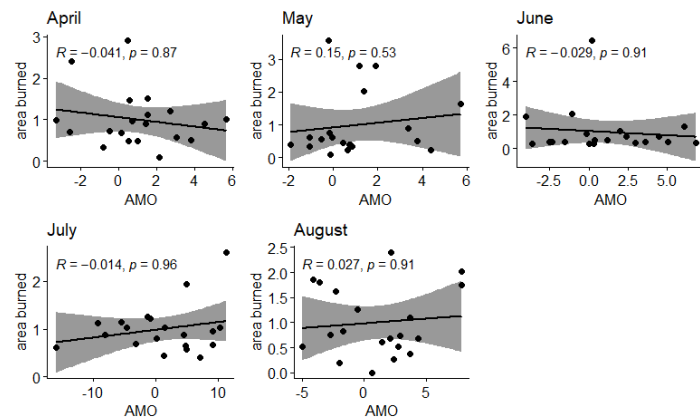 April
R = −0.041, p = 0.87
3
2
1
0
area burned
-2
0
2
4
6
AMO
May
R = 0.15, p = 0.53
3
2
1
0
area burned
-2
0
2
4
6
AMO
June
R = −0.029, p = 0.91
6
4
2
0
area burned
-2.5
0.0
2.5
5.0
AMO
July
R = −0.014, p = 0.96
2
1
0
area burned
-10
0
10
AMO
August
R = 0.027, p = 0.91
2.5
2.0
1.5
1.0
0.5
0.0
area burned
-5
0
5
AMO